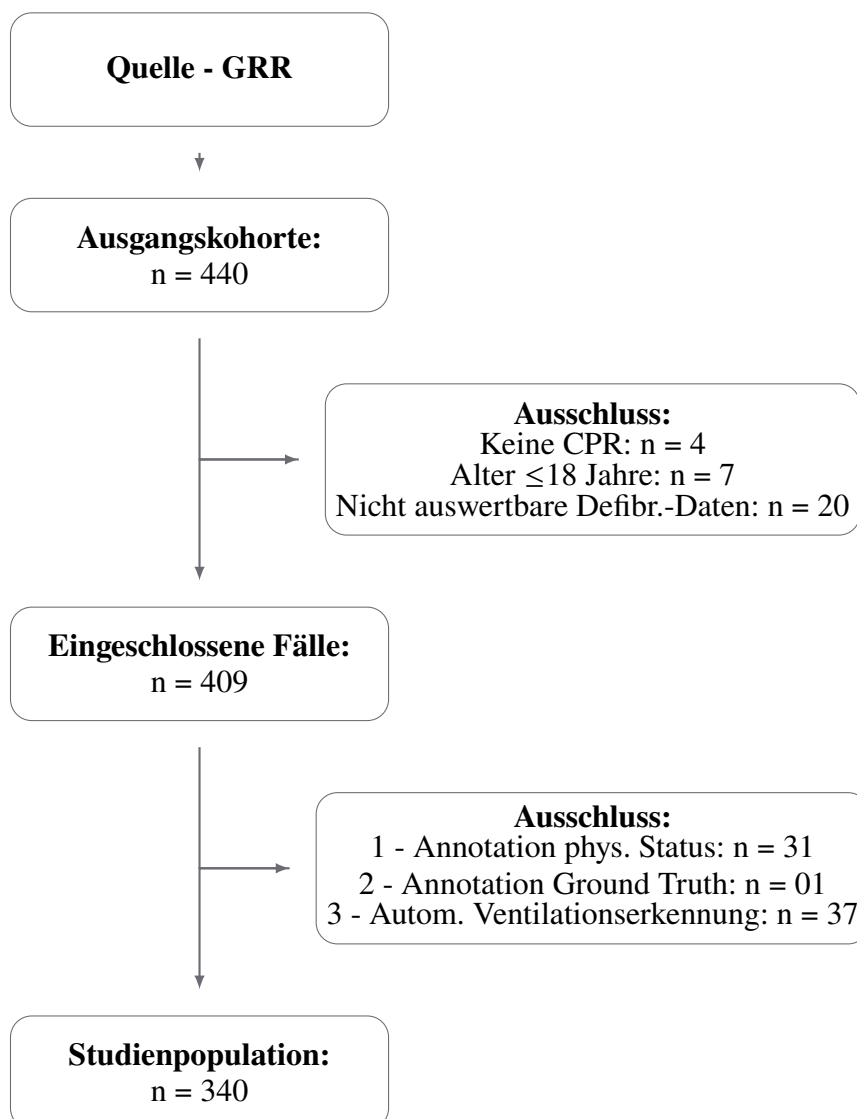 Quelle - GRR
Ausgangskohorte:
n = 440
Ausschluss:
Keine CPR: n = 4
Alter ≤18 Jahre: n = 7
Nicht auswertbare Defibr.-Daten: n = 20
Eingeschlossene Fälle:
n = 409
Ausschluss:
1 - Annotation phys. Status: n = 31
2 - Annotation Ground Truth: n = 01
3 - Autom. Ventilationserkennung: n = 37
Studienpopulation:
n = 340